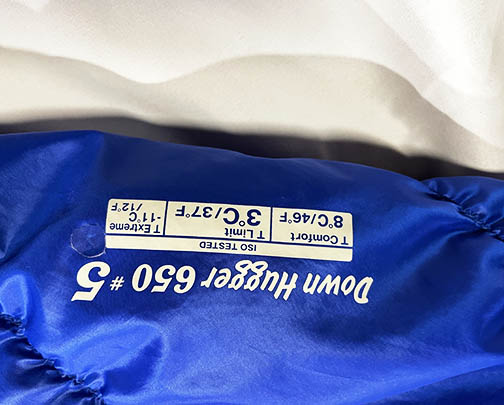 Down Hugger 650 #5
ISO TESTED
T Comfort T Limit T Extreme
8°C/46°F 3°C/37°F -11°C
/12°F